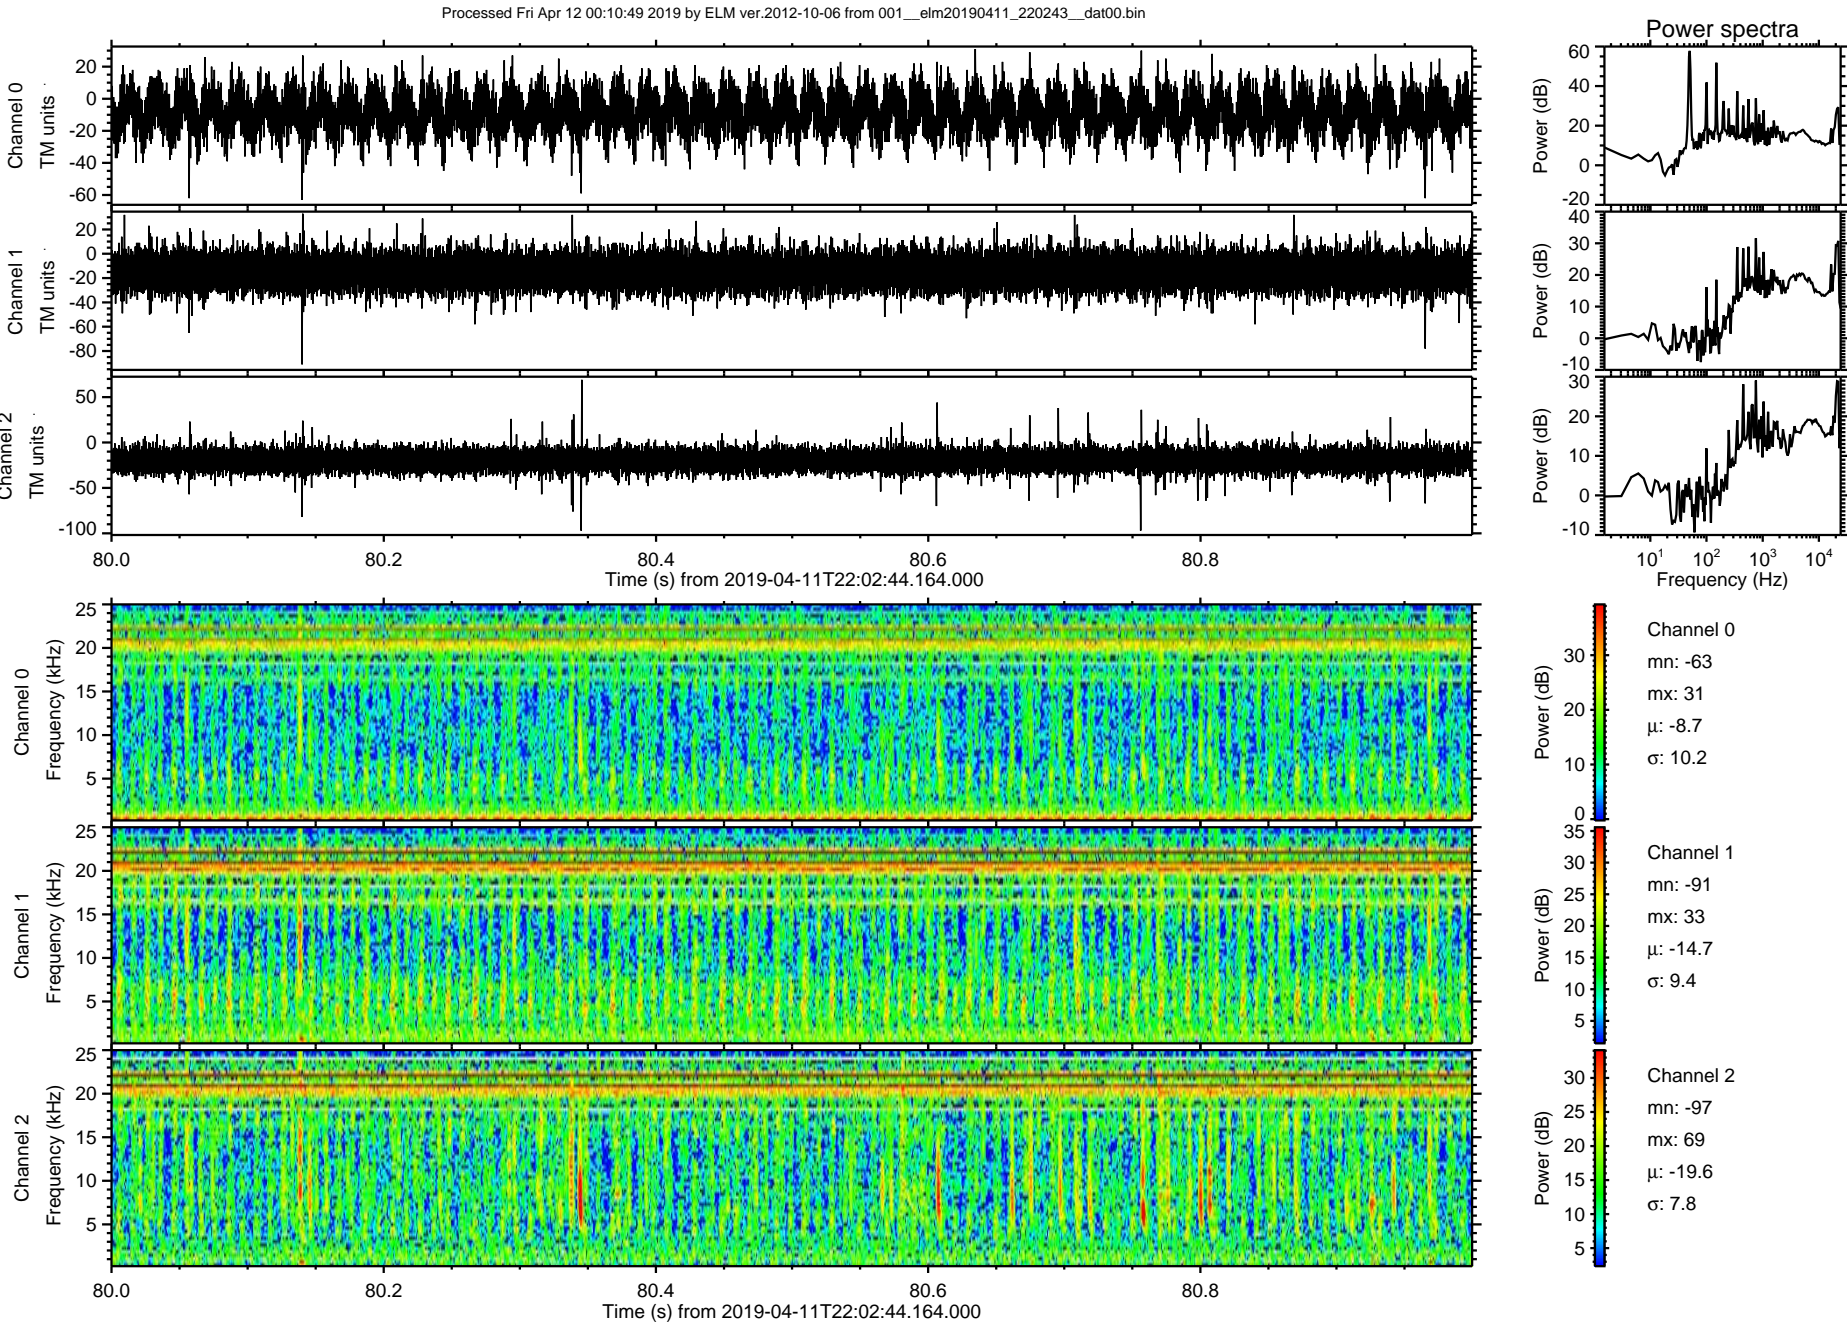 Processed Fri Apr 12 00:10:49 2019 by ELM ver.2012-10-06 from 001__elm20190411_220243__dat00.bin
Power spectra
Channel 0
TM units
20
0
-20
-40
-60
Power (dB)
60
40
20
0
-20
Channel 1
TM units
20
0
-20
-40
-60
-80
Power (dB)
40
30
20
10
0
-10
Channel 2
TM units
50
0
-50
-100
Power (dB)
30
20
10
0
-10
80.0 80.2 80.4 80.6 80.8
Time (s) from 2019-04-11T22:02:44.164.000
10¹ 10² 10³ 10⁴
Frequency (Hz)
Channel 0
Frequency (kHz)
25
20
15
10
5
Power (dB)
30
20
10
0
Channel 0
mn: -63
mx: 31
μ: -8.7
σ: 10.2
Channel 1
Frequency (kHz)
25
20
15
10
5
Power (dB)
35
30
25
20
15
10
5
Channel 1
mn: -91
mx: 33
μ: -14.7
σ: 9.4
Channel 2
Frequency (kHz)
25
20
15
10
5
Power (dB)
30
25
20
15
10
5
Channel 2
mn: -97
mx: 69
μ: -19.6
σ: 7.8
80.0 80.2 80.4 80.6 80.8
Time (s) from 2019-04-11T22:02:44.164.000